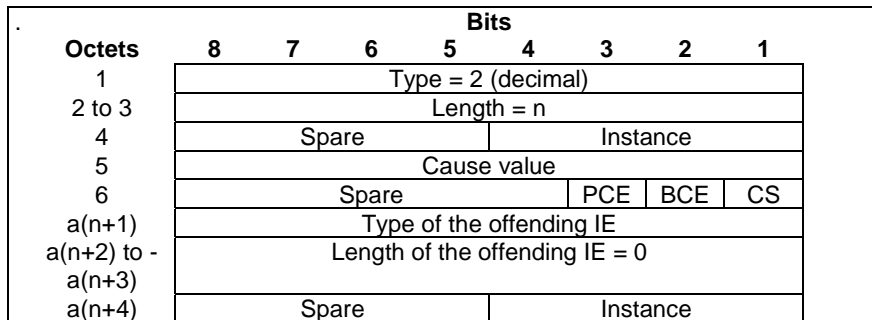 . Bits
Octets 8 7 6 5 4 3 2 1
1 Type = 2 (decimal)
2 to 3 Length = n
4 Spare Instance
5 Cause value
6 Spare PCE BCE CS
a(n+1) Type of the offending IE
a(n+2) to - Length of the offending IE = 0
a(n+3)
a(n+4) Spare Instance